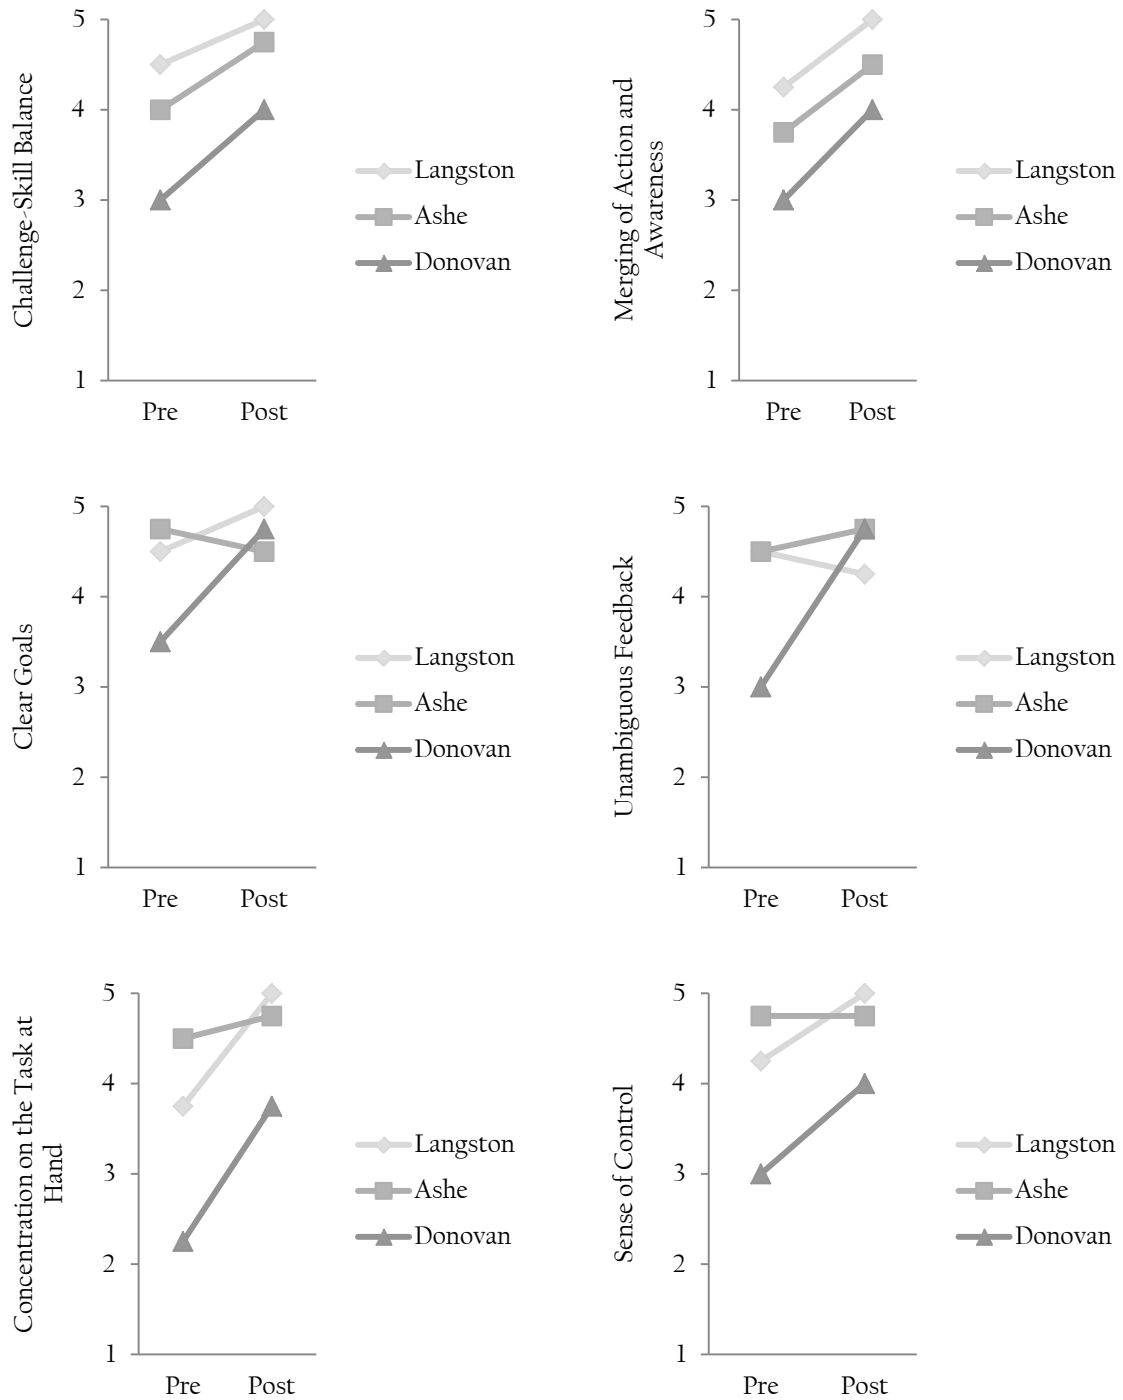 Challenge-Skill Balance
5
4
3
2
1
Pre Post
Langston
Ashe
Donovan
Merging of Action and
Awareness
5
4
3
2
1
Pre Post
Langston
Ashe
Donovan
Clear Goals
5
4
3
2
1
Pre Post
Langston
Ashe
Donovan
Unambiguous Feedback
5
4
3
2
1
Pre Post
Langston
Ashe
Donovan
Concentration on the Task at
Hand
5
4
3
2
1
Pre Post
Langston
Ashe
Donovan
Sense of Control
5
4
3
2
1
Pre Post
Langston
Ashe
Donovan